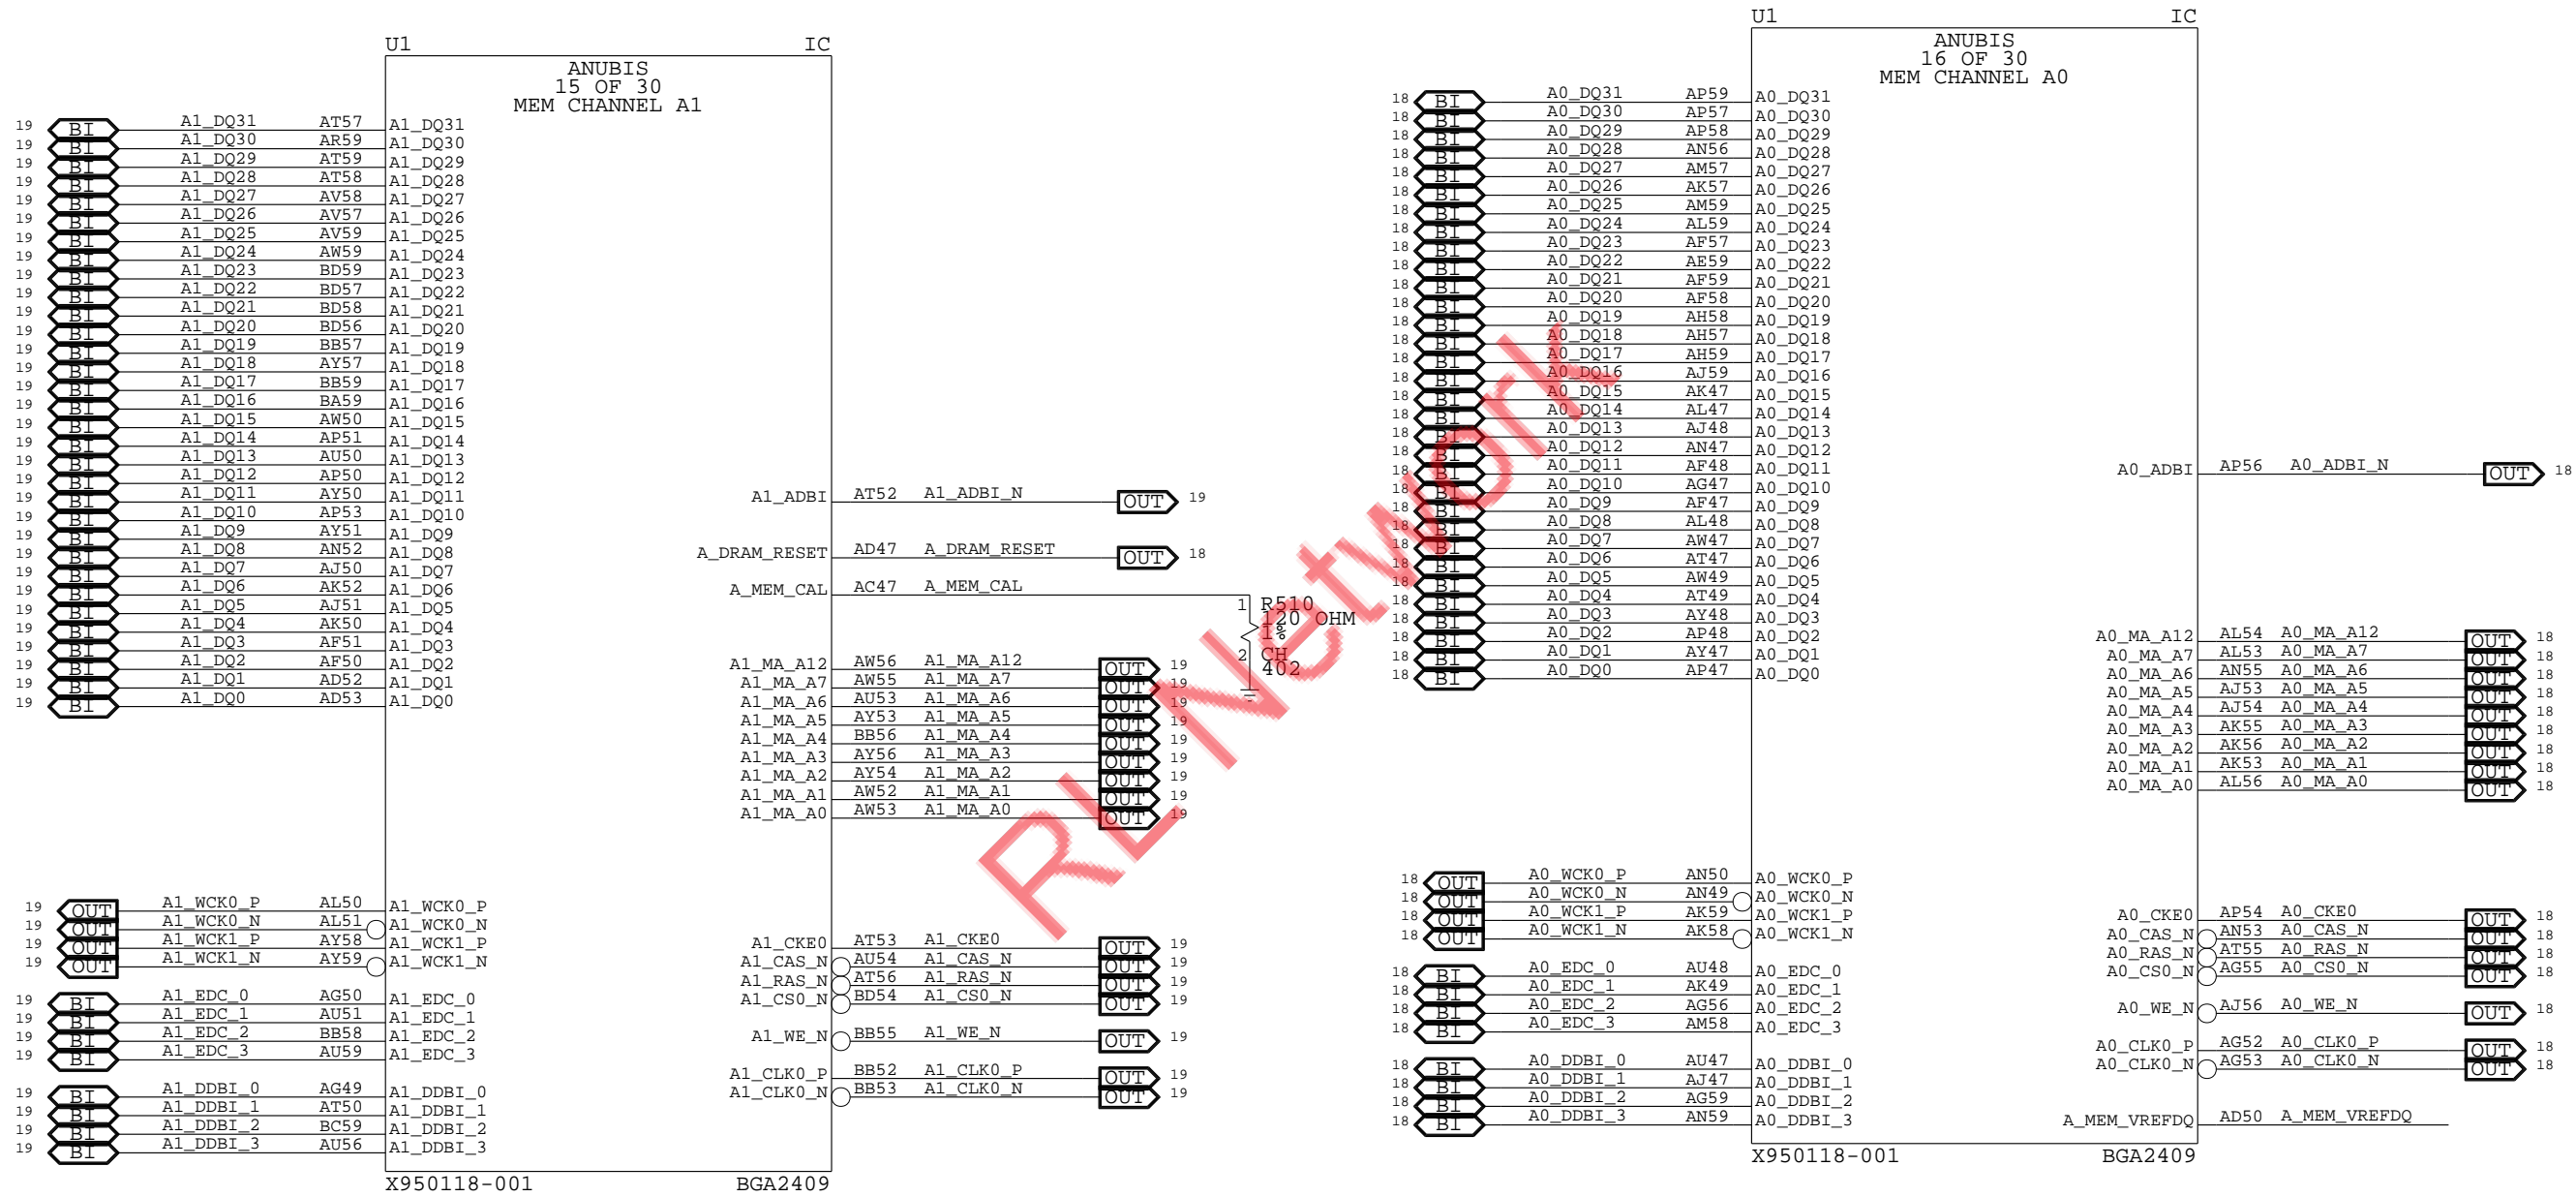 U1 IC
ANUBIS
15 OF 30
MEM CHANNEL A1
19 BI A1_DQ31 AT57 A1_DQ31
19 BI A1_DQ30 AR59 A1_DQ30
19 BI A1_DQ29 AT59 A1_DQ29
19 BI A1_DQ28 AT58 A1_DQ28
19 BI A1_DQ27 AV58 A1_DQ27
19 BI A1_DQ26 AV57 A1_DQ26
19 BI A1_DQ25 AV59 A1_DQ25
19 BI A1_DQ24 AW59 A1_DQ24
19 BI A1_DQ23 BD59 A1_DQ23
19 BI A1_DQ22 BD57 A1_DQ22
19 BI A1_DQ21 BD58 A1_DQ21
19 BI A1_DQ20 BD56 A1_DQ20
19 BI A1_DQ19 BB57 A1_DQ19
19 BI A1_DQ18 AY57 A1_DQ18
19 BI A1_DQ17 BB59 A1_DQ17
19 BI A1_DQ16 BA59 A1_DQ16
19 BI A1_DQ15 AW50 A1_DQ15
19 BI A1_DQ14 AP51 A1_DQ14
19 BI A1_DQ13 AU50 A1_DQ13
19 BI A1_DQ12 AP50 A1_DQ12
19 BI A1_DQ11 AY50 A1_DQ11
19 BI A1_DQ10 AP53 A1_DQ10
19 BI A1_DQ9 AY51 A1_DQ9
19 BI A1_DQ8 AN52 A1_DQ8
19 BI A1_DQ7 AJ50 A1_DQ7
19 BI A1_DQ6 AK52 A1_DQ6
19 BI A1_DQ5 AJ51 A1_DQ5
19 BI A1_DQ4 AK50 A1_DQ4
19 BI A1_DQ3 AF51 A1_DQ3
19 BI A1_DQ2 AF50 A1_DQ2
19 BI A1_DQ1 AD52 A1_DQ1
19 BI A1_DQ0 AD53 A1_DQ0
19 OUT A1_WCK0_P AL50 A1_WCK0_P
19 OUT A1_WCK0_N AL51 A1_WCK0_N
19 OUT A1_WCK1_P AY58 A1_WCK1_P
19 OUT A1_WCK1_N AY59 A1_WCK1_N
19 BI A1_EDC_0 AG50 A1_EDC_0
19 BI A1_EDC_1 AU51 A1_EDC_1
19 BI A1_EDC_2 BB58 A1_EDC_2
19 BI A1_EDC_3 AU59 A1_EDC_3
19 BI A1_DDBI_0 AG49 A1_DDBI_0
19 BI A1_DDBI_1 AT50 A1_DDBI_1
19 BI A1_DDBI_2 BC59 A1_DDBI_2
19 BI A1_DDBI_3 AU56 A1_DDBI_3
A1_ADBI AT52 A1_ADBI_N OUT 19
A_DRAM_RESET AD47 A_DRAM_RESET OUT 18
A_MEM_CAL AC47 A_MEM_CAL
1 R510
120 OHM
1%
2 CH
402
A1_MA_A12 AW56 A1_MA_A12 OUT 19
A1_MA_A7 AW55 A1_MA_A7 OUT 19
A1_MA_A6 AU53 A1_MA_A6 OUT 19
A1_MA_A5 AY53 A1_MA_A5 OUT 19
A1_MA_A4 BB56 A1_MA_A4 OUT 19
A1_MA_A3 AY56 A1_MA_A3 OUT 19
A1_MA_A2 AY54 A1_MA_A2 OUT 19
A1_MA_A1 AW52 A1_MA_A1 OUT 19
A1_MA_A0 AW53 A1_MA_A0 OUT 19
A1_CKE0 AT53 A1_CKE0 OUT 19
A1_CAS_N AU54 A1_CAS_N OUT 19
A1_RAS_N AT56 A1_RAS_N OUT 19
A1_CS0_N BD54 A1_CS0_N OUT 19
A1_WE_N BB55 A1_WE_N OUT 19
A1_CLK0_P BB52 A1_CLK0_P OUT 19
A1_CLK0_N BB53 A1_CLK0_N OUT 19
X950118-001 BGA2409
U1 IC
ANUBIS
16 OF 30
MEM CHANNEL A0
18 BI A0_DQ31 AP59 A0_DQ31
18 BI A0_DQ30 AP57 A0_DQ30
18 BI A0_DQ29 AP58 A0_DQ29
18 BI A0_DQ28 AN56 A0_DQ28
18 BI A0_DQ27 AM57 A0_DQ27
18 BI A0_DQ26 AK57 A0_DQ26
18 BI A0_DQ25 AM59 A0_DQ25
18 BI A0_DQ24 AL59 A0_DQ24
18 BI A0_DQ23 AF57 A0_DQ23
18 BI A0_DQ22 AE59 A0_DQ22
18 BI A0_DQ21 AF59 A0_DQ21
18 BI A0_DQ20 AF58 A0_DQ20
18 BI A0_DQ19 AH58 A0_DQ19
18 BI A0_DQ18 AH57 A0_DQ18
18 BI A0_DQ17 AH59 A0_DQ17
18 BI A0_DQ16 AJ59 A0_DQ16
18 BI A0_DQ15 AK47 A0_DQ15
18 BI A0_DQ14 AL47 A0_DQ14
18 BI A0_DQ13 AJ48 A0_DQ13
18 BI A0_DQ12 AN47 A0_DQ12
18 BI A0_DQ11 AF48 A0_DQ11
18 BI A0_DQ10 AG47 A0_DQ10
18 BI A0_DQ9 AF47 A0_DQ9
18 BI A0_DQ8 AL48 A0_DQ8
18 BI A0_DQ7 AW47 A0_DQ7
18 BI A0_DQ6 AT47 A0_DQ6
18 BI A0_DQ5 AW49 A0_DQ5
18 BI A0_DQ4 AT49 A0_DQ4
18 BI A0_DQ3 AY48 A0_DQ3
18 BI A0_DQ2 AP48 A0_DQ2
18 BI A0_DQ1 AY47 A0_DQ1
18 BI A0_DQ0 AP47 A0_DQ0
18 OUT A0_WCK0_P AN50 A0_WCK0_P
18 OUT A0_WCK0_N AN49 A0_WCK0_N
18 OUT A0_WCK1_P AK59 A0_WCK1_P
18 OUT A0_WCK1_N AK58 A0_WCK1_N
18 BI A0_EDC_0 AU48 A0_EDC_0
18 BI A0_EDC_1 AK49 A0_EDC_1
18 BI A0_EDC_2 AG56 A0_EDC_2
18 BI A0_EDC_3 AM58 A0_EDC_3
18 BI A0_DDBI_0 AU47 A0_DDBI_0
18 BI A0_DDBI_1 AJ47 A0_DDBI_1
18 BI A0_DDBI_2 AG59 A0_DDBI_2
18 BI A0_DDBI_3 AN59 A0_DDBI_3
A0_ADBI AP56 A0_ADBI_N OUT 18
A0_MA_A12 AL54 A0_MA_A12 OUT 18
A0_MA_A7 AL53 A0_MA_A7 OUT 18
A0_MA_A6 AN55 A0_MA_A6 OUT 18
A0_MA_A5 AJ53 A0_MA_A5 OUT 18
A0_MA_A4 AJ54 A0_MA_A4 OUT 18
A0_MA_A3 AK55 A0_MA_A3 OUT 18
A0_MA_A2 AK56 A0_MA_A2 OUT 18
A0_MA_A1 AK53 A0_MA_A1 OUT 18
A0_MA_A0 AL56 A0_MA_A0 OUT 18
A0_CKE0 AP54 A0_CKE0 OUT 18
A0_CAS_N AN53 A0_CAS_N OUT 18
A0_RAS_N AT55 A0_RAS_N OUT 18
A0_CS0_N AG55 A0_CS0_N OUT 18
A0_WE_N AJ56 A0_WE_N OUT 18
A0_CLK0_P AG52 A0_CLK0_P OUT 18
A0_CLK0_N AG53 A0_CLK0_N OUT 18
A_MEM_VREFDQ AD50 A_MEM_VREFDQ
X950118-001 BGA2409
RL Network